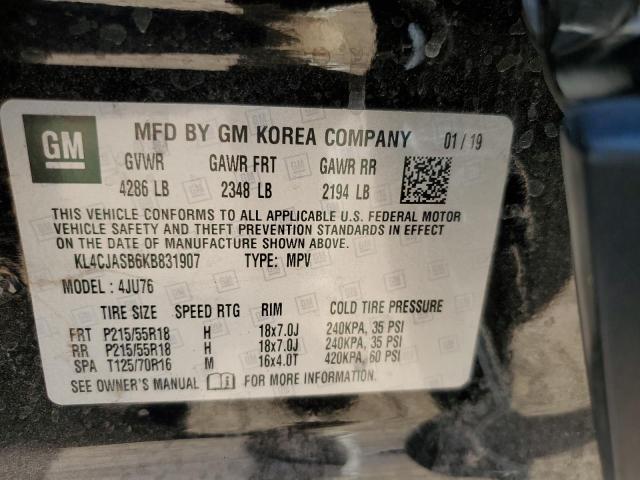 GM MFD BY GM KOREA COMPANY 01 / 19
GVWR GAWR FRT GAWR RR
4286 LB 2348 LB 2194 LB
THIS VEHICLE CONFORMS TO ALL APPLICABLE U.S. FEDERAL MOTOR
VEHICLE SAFETY AND THEFT PREVENTION STANDARDS IN EFFECT ON THE
DATE OF MANUFACTURE SHOWN ABOVE.
KL4CJASB6KB831907 TYPE: MPV
MODEL : 4JU76
TIRE SIZE SPEED RTG RIM COLD TIRE PRESSURE
FRT P215/55R18 H 18x7.0J 240KPA, 35 PSI
RR P215/55R18 H 18x7.0J 240KPA, 35 PSI
SPA T125/70R16 M 16x4.0T 420KPA, 60 PSI
SEE OWNER'S MANUAL FOR MORE INFORMATION.